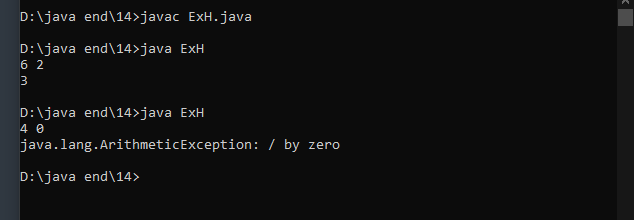 D:\java end\14>javac ExH.java
D:\java end\14>java ExH
6 2
3
D:\java end\14>java ExH
4 0
java.lang.ArithmeticException: / by zero
D:\java end\14>